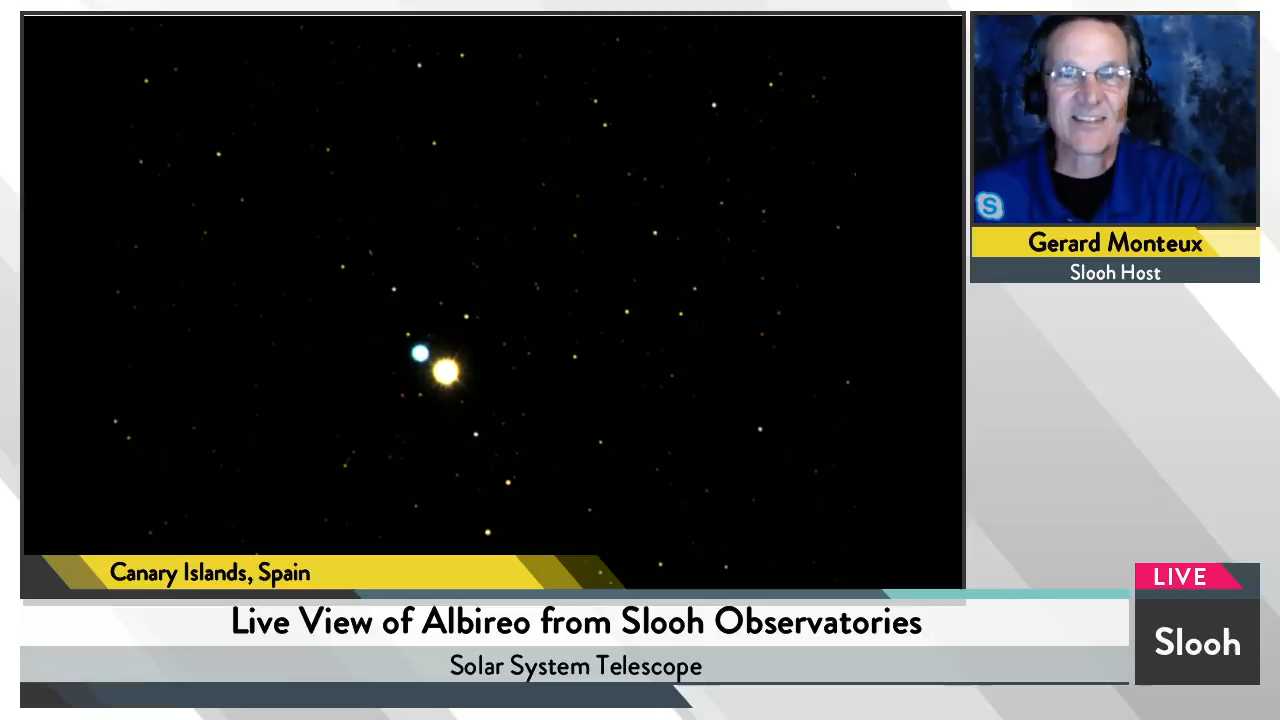 Gerard Monteux
Slooh Host
Canary Islands, Spain
Live View of Albireo from Slooh Observatories
Solar System Telescope
LIVE
Slooh
S